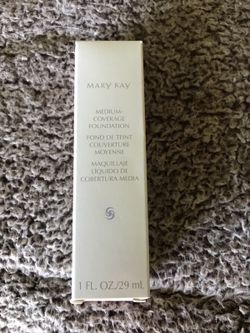 MARY KAY
MEDIUM-
COVERAGE
FOUNDATION
FOND DE TEINT
COUVERTURE
MOYENNE
MAQUILLAJE
LÍQUIDO DE
COBERTURA MEDIA
1 FL. OZ./29 mL